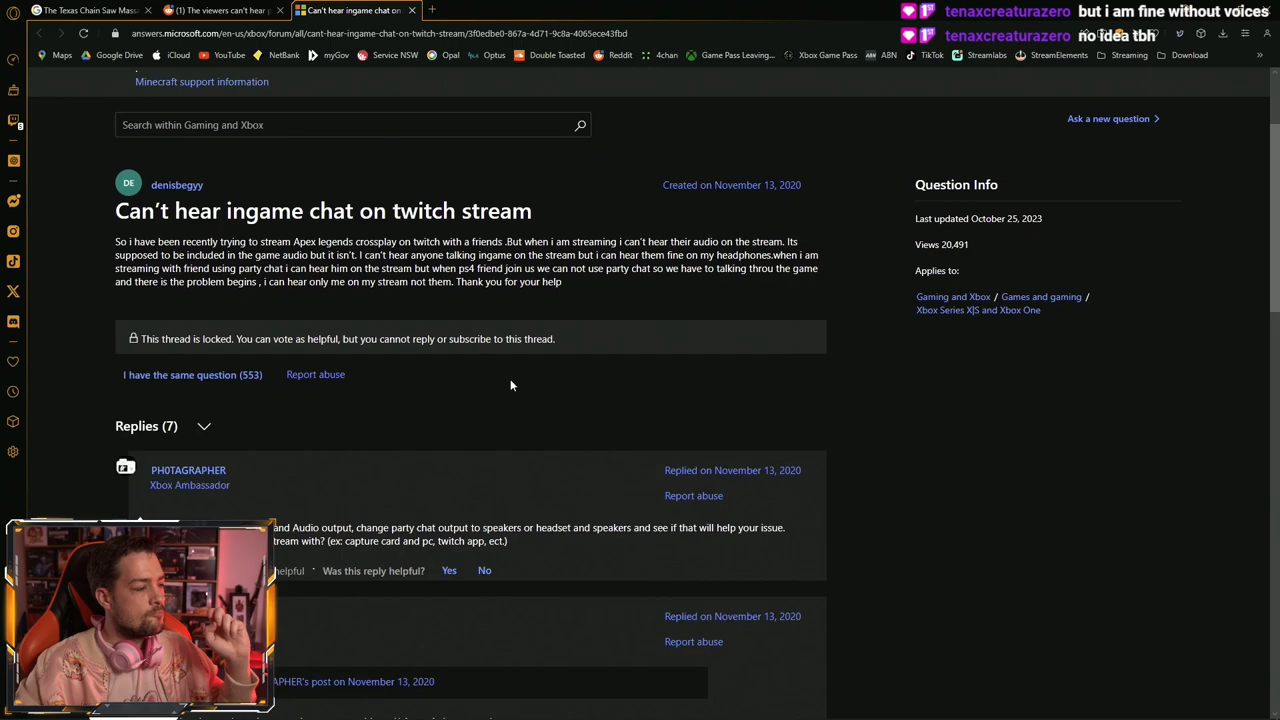 The Texas Chain Saw Massa
(1) The viewers can't hear p
Can't hear ingame chat on
tenaxcreaturazero but i am fine without voices
tenaxcreaturazero no idea tbh
answers.microsoft.com/en-us/xbox/forum/all/cant-hear-ingame-chat-on-twitch-stream/3f0edbe0-867a-4d71-9c8a-4065ece43fbd
Maps Google Drive iCloud YouTube NetBank myGov Service NSW Opal Optus Double Toasted Reddit 4chan Game Pass Leaving... Xbox Game Pass ABN TikTok Streamlabs StreamElements Streaming Download
Minecraft support information
Search within Gaming and Xbox
Ask a new question
DE denisbegyy
Created on November 13, 2020
Can't hear ingame chat on twitch stream
So i have been recently trying to stream Apex legends crossplay on twitch with a friends .But when i am streaming i can't hear their audio on the stream. Its
supposed to be included in the game audio but it isn't. I can't hear anyone talking ingame on the stream but i can hear them fine on my headphones.when i am
streaming with friend using party chat i can hear him on the stream but when ps4 friend join us we can not use party chat so we have to talking throu the game
and there is the problem begins , i can hear only me on my stream not them. Thank you for your help
Question Info
Last updated October 25, 2023
Views 20,491
Applies to:
Gaming and Xbox / Games and gaming /
Xbox Series X|S and Xbox One
This thread is locked. You can vote as helpful, but you cannot reply or subscribe to this thread.
I have the same question (553) Report abuse
Replies (7)
PH0TAGRAPHER
Xbox Ambassador
Replied on November 13, 2020
Report abuse
and Audio output, change party chat output to speakers or headset and speakers and see if that will help your issue.
tream with? (ex: capture card and pc, twitch app, ect.)
helpful · Was this reply helpful? Yes No
Replied on November 13, 2020
Report abuse
APHER's post on November 13, 2020